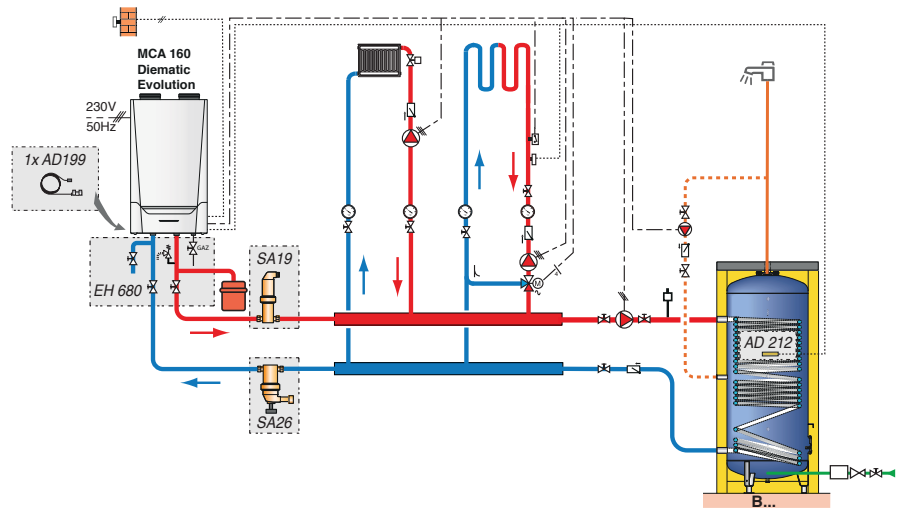 MCA 160
Diematic
Evolution
230V
50Hz
1x AD199
GAZ
EH 680
SA19
SA26
M
AD 212
B...